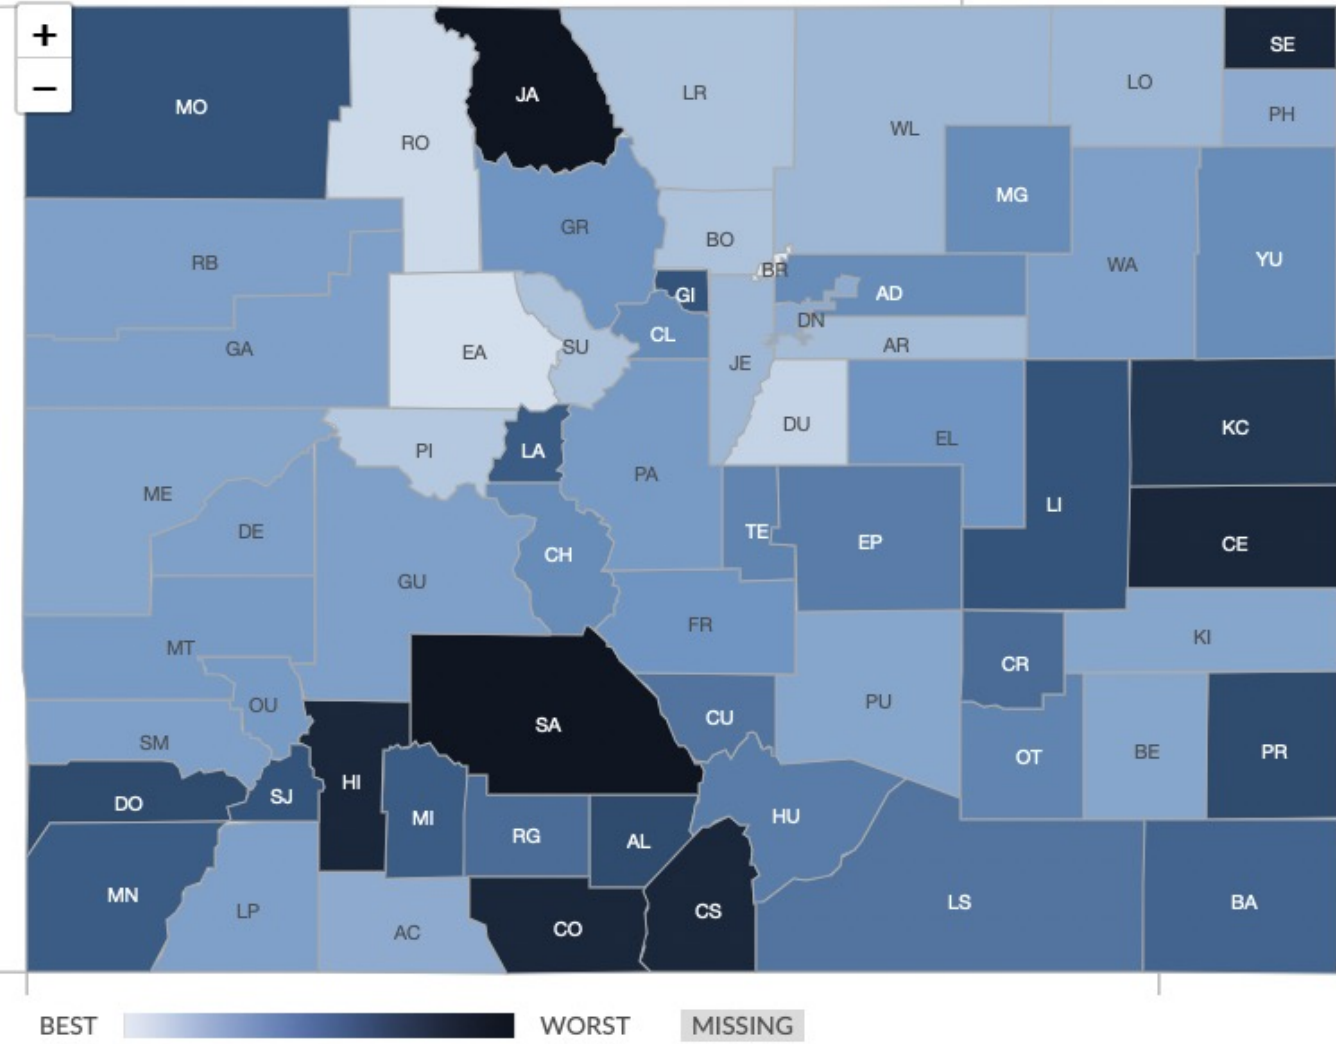 +
−
MO
RO
JA
LR
WL
LO
SE
PH
MG
RB
GR
BO
WA
YU
GA
EA
SU
GI
CL
BR
AD
DN
AR
JE
DU
EL
KC
PI
LA
PA
ME
DE
LI
TE
EP
CE
CH
GU
MT
FR
KI
CR
OU
SM
SA
CU
PU
OT
BE
PR
DO
SJ
HI
MI
RG
AL
HU
MN
LP
AC
CO
CS
LS
BA
BEST WORST MISSING